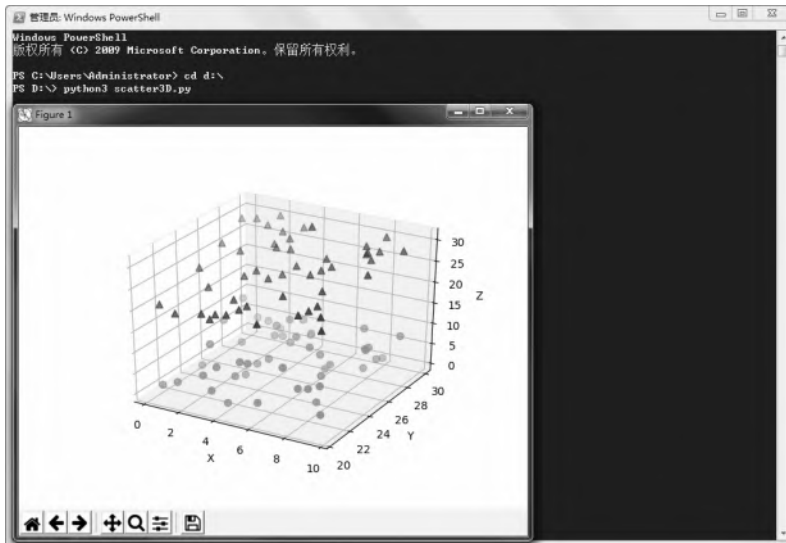 管理员: Windows PowerShell
Windows PowerShell
版权所有 (C) 2009 Microsoft Corporation。保留所有权利。
PS C:\Users\Administrator> cd d:\
PS D:\> python3 scatter3D.py
Figure 1
30
25
20
15
10
5
0
Z
30
28
26
24
22
20
Y
0
2
4
6
8
10
X